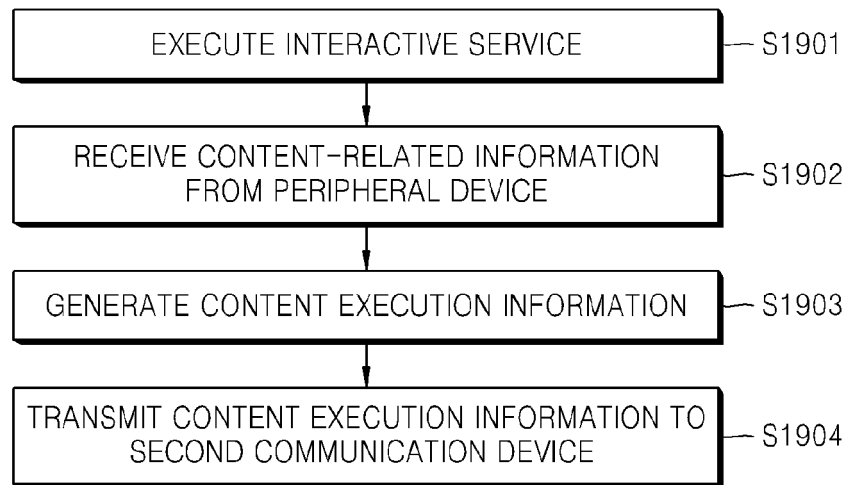 EXECUTE INTERACTIVE SERVICE
S1901
RECEIVE CONTENT-RELATED INFORMATION
FROM PERIPHERAL DEVICE
S1902
GENERATE CONTENT EXECUTION INFORMATION
S1903
TRANSMIT CONTENT EXECUTION INFORMATION TO
SECOND COMMUNICATION DEVICE
S1904